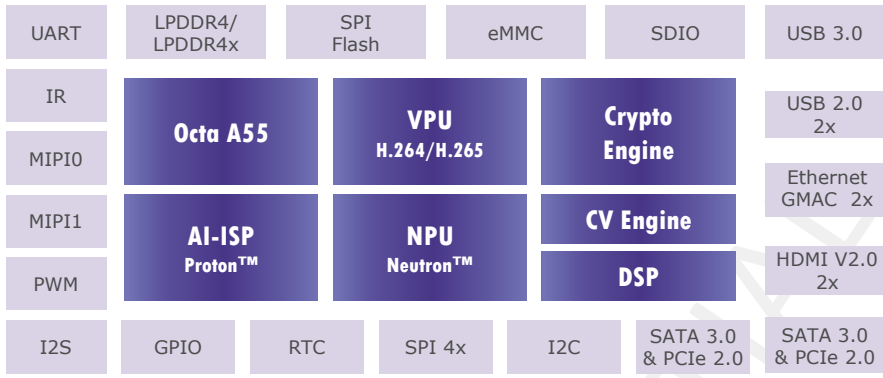 UART
LPDDR4/
LPDDR4x
SPI
Flash
eMMC
SDIO
USB 3.0
IR
Octa A55
VPU
H.264/H.265
Crypto
Engine
USB 2.0
2x
MIPI0
Ethernet
GMAC 2x
MIPI1
AI-ISP
Proton™
NPU
Neutron™
CV Engine
DSP
PWM
HDMI V2.0
2x
I2S
GPIO
RTC
SPI 4x
I2C
SATA 3.0
& PCIe 2.0
SATA 3.0
& PCIe 2.0